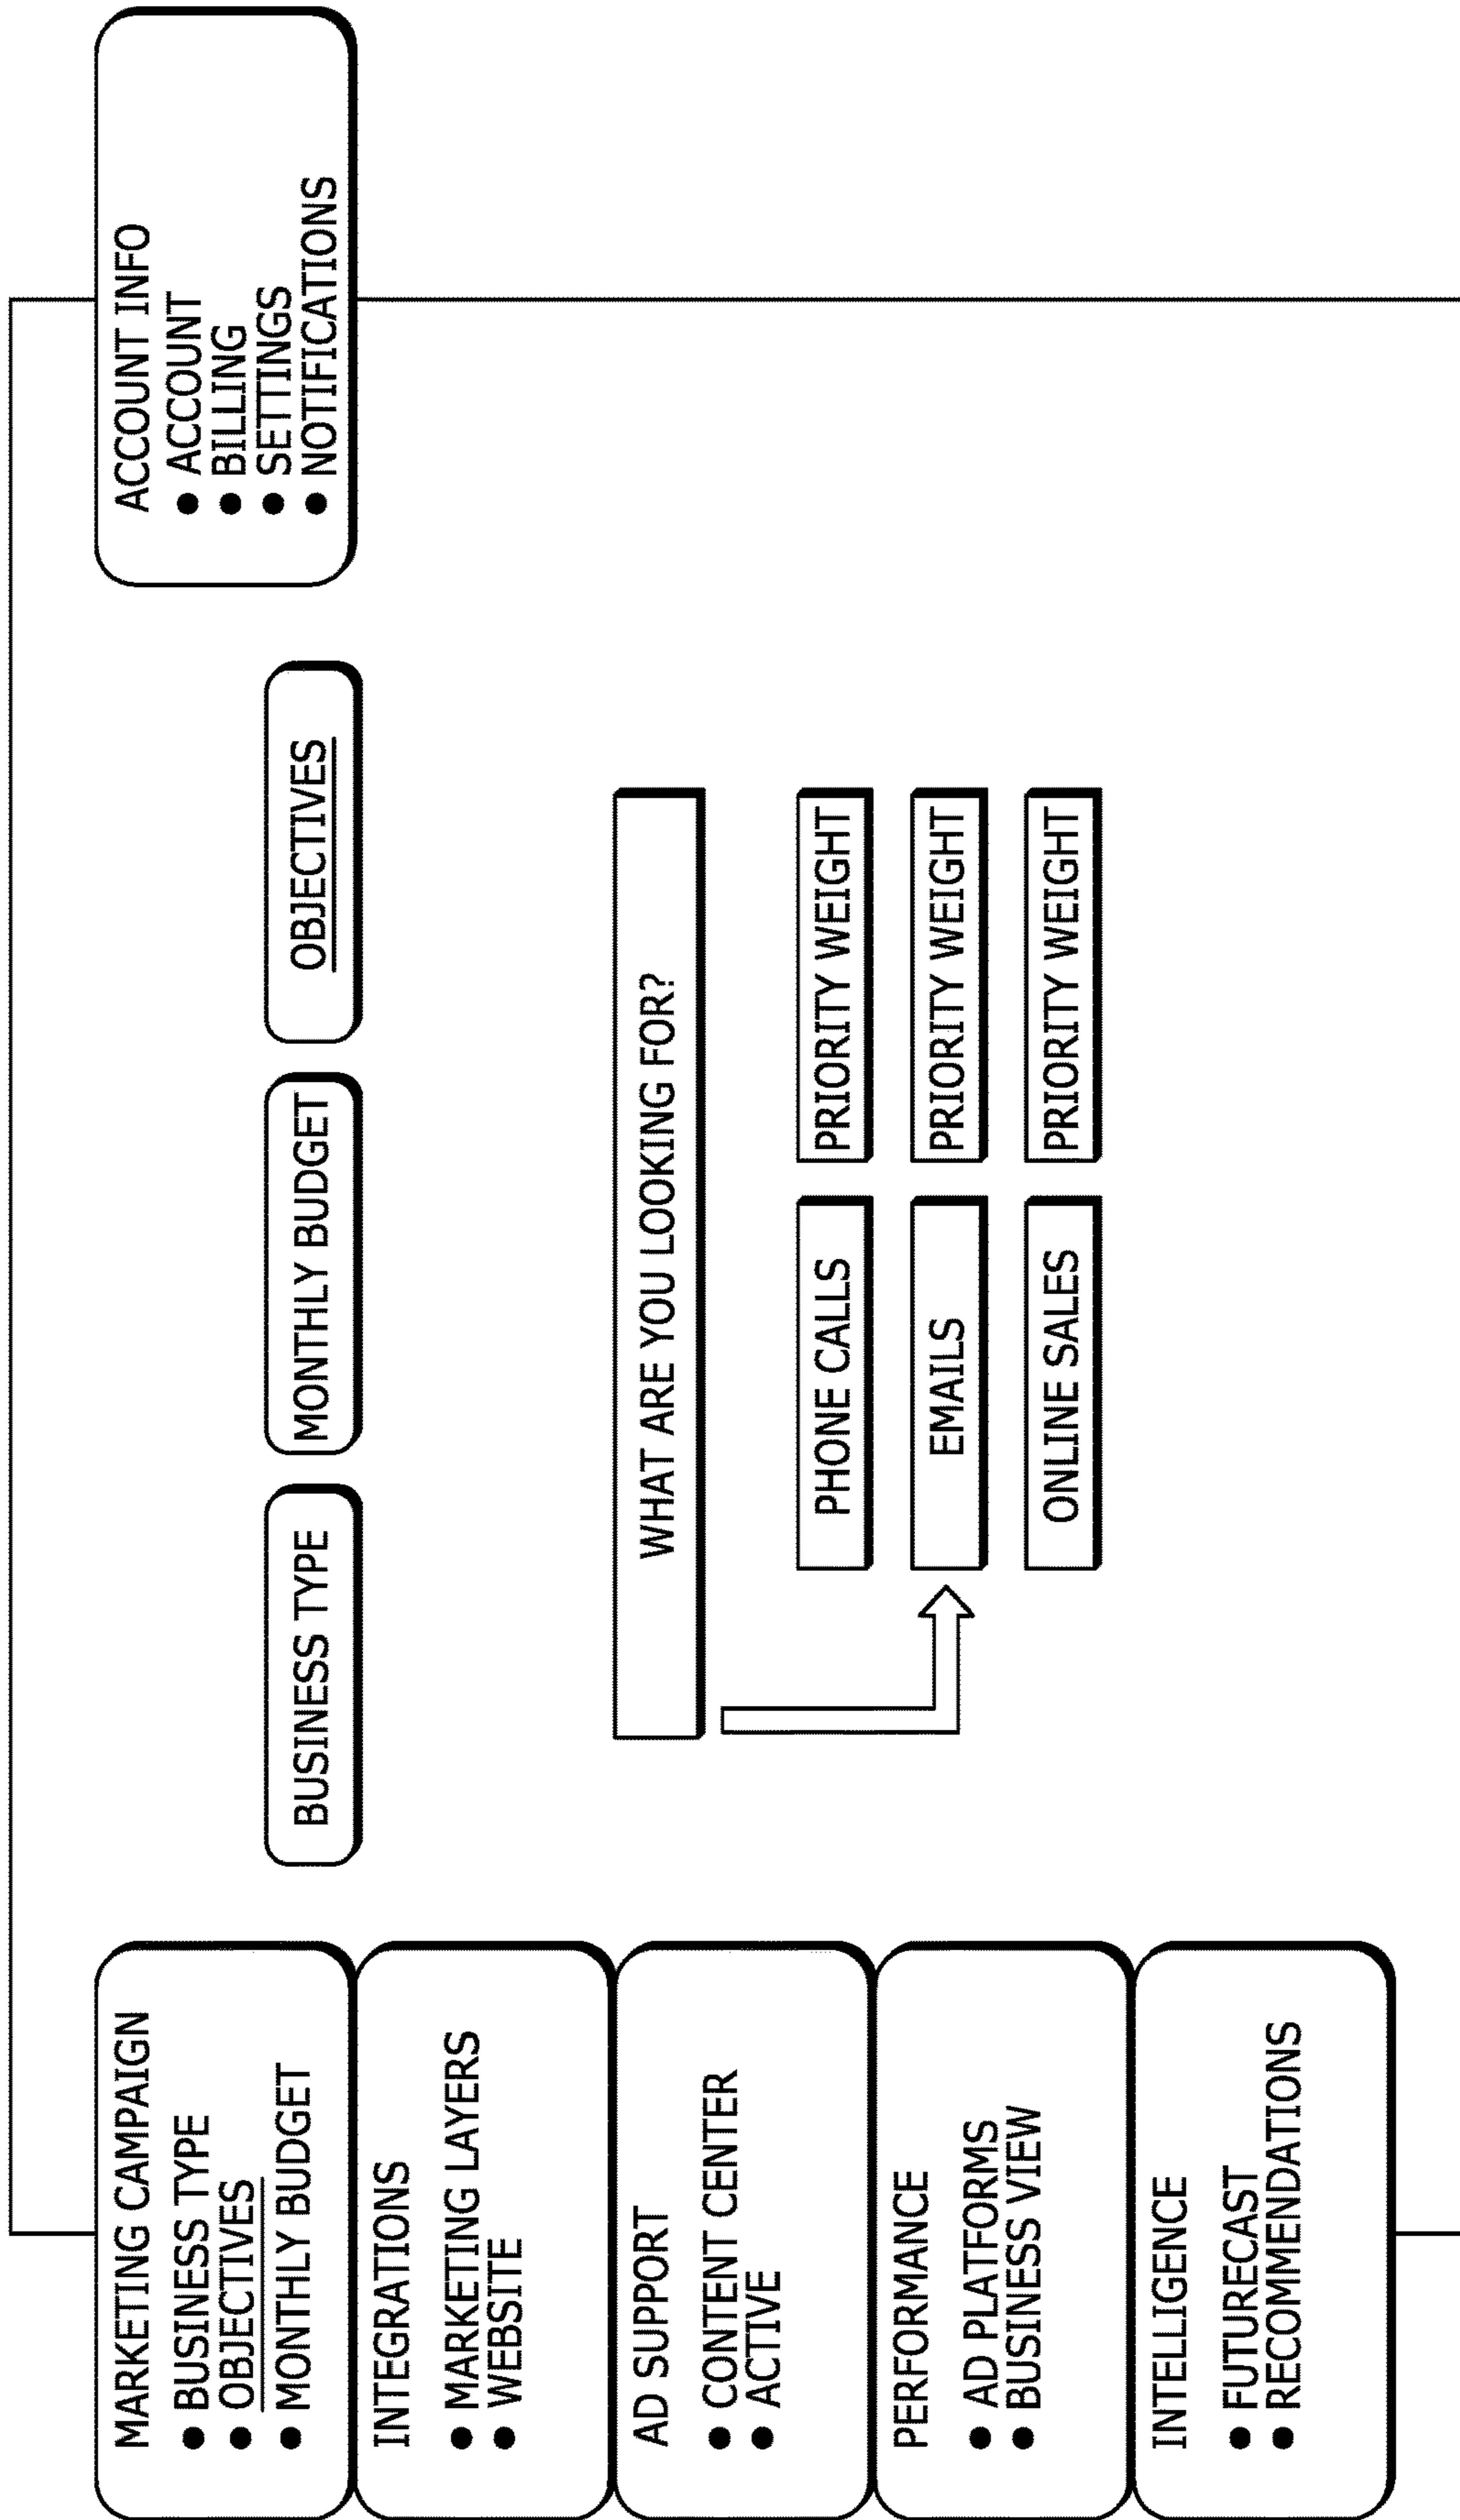 MARKETING CAMPAIGN
● BUSINESS TYPE
● OBJECTIVES
● MONTHLY BUDGET
INTEGRATIONS
● MARKETING LAYERS
● WEBSITE
AD SUPPORT
● CONTENT CENTER
● ACTIVE
PERFORMANCE
● AD PLATFORMS
● BUSINESS VIEW
INTELLIGENCE
● FUTURECAST
● RECOMMENDATIONS
BUSINESS TYPE
MONTHLY BUDGET
OBJECTIVES
WHAT ARE YOU LOOKING FOR?
PHONE CALLS
PRIORITY WEIGHT
EMAILS
PRIORITY WEIGHT
ONLINE SALES
PRIORITY WEIGHT
ACCOUNT INFO
● ACCOUNT
● BILLING
● SETTINGS
● NOTIFICATIONS